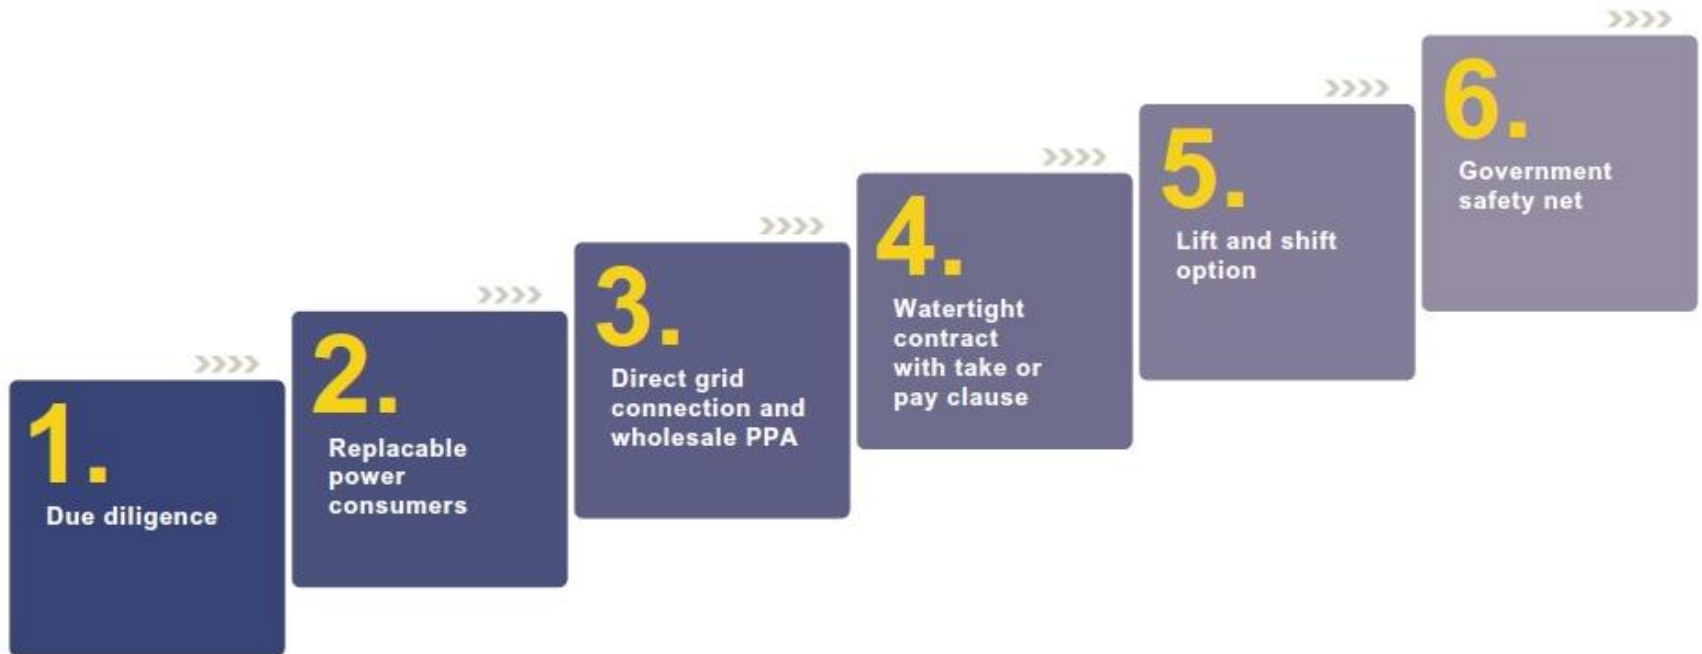 1.
Due diligence
2.
Replacable
power
consumers
3.
Direct grid
connection and
wholesale PPA
4.
Watertight
contract
with take or
pay clause
5.
Lift and shift
option
6.
Government
safety net